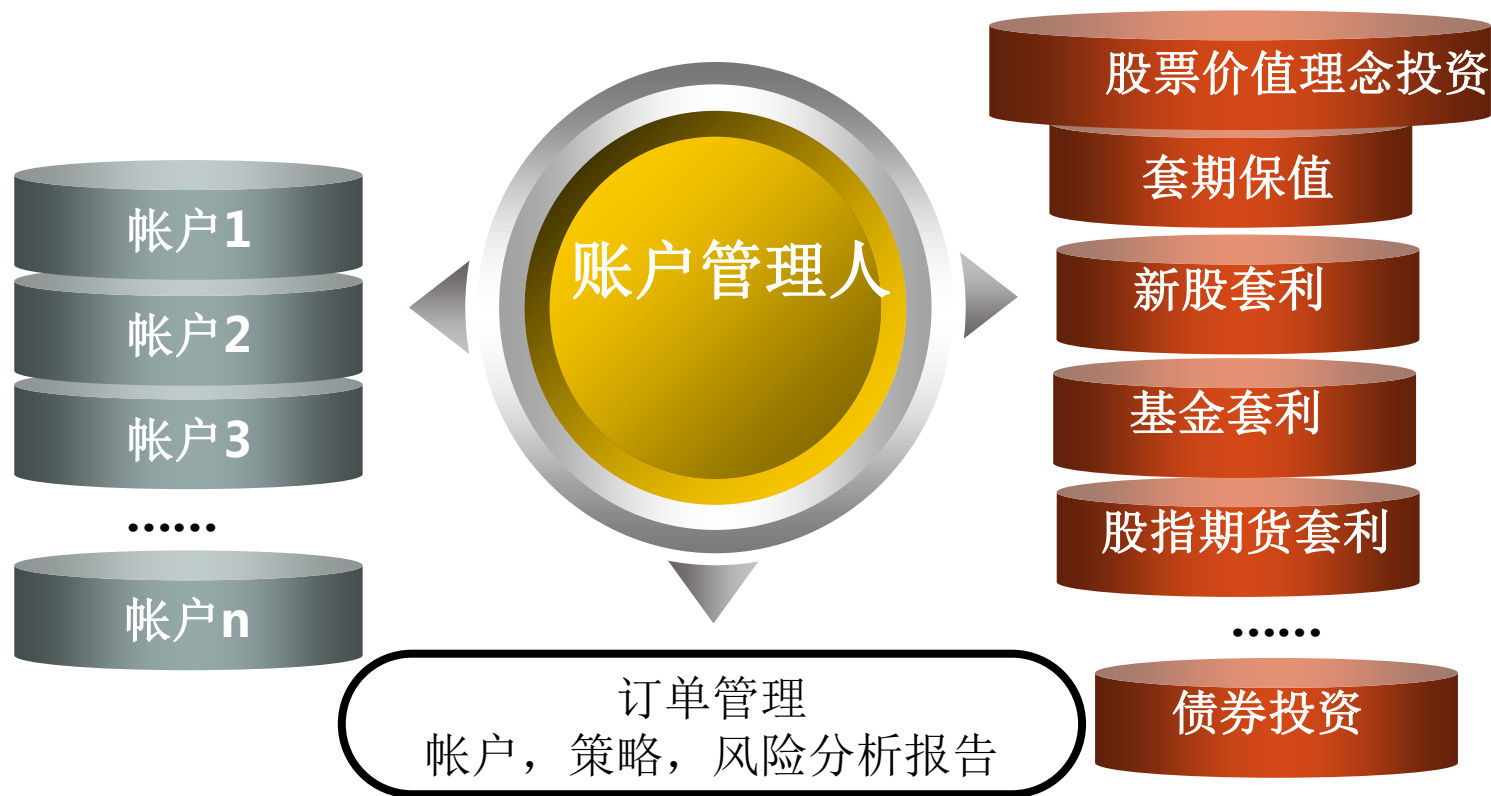 帐户1
帐户2
帐户3
······
帐户n
账户管理人
股票价值理念投资
套期保值
新股套利
基金套利
股指期货套利
······
债券投资
订单管理
帐户，策略，风险分析报告